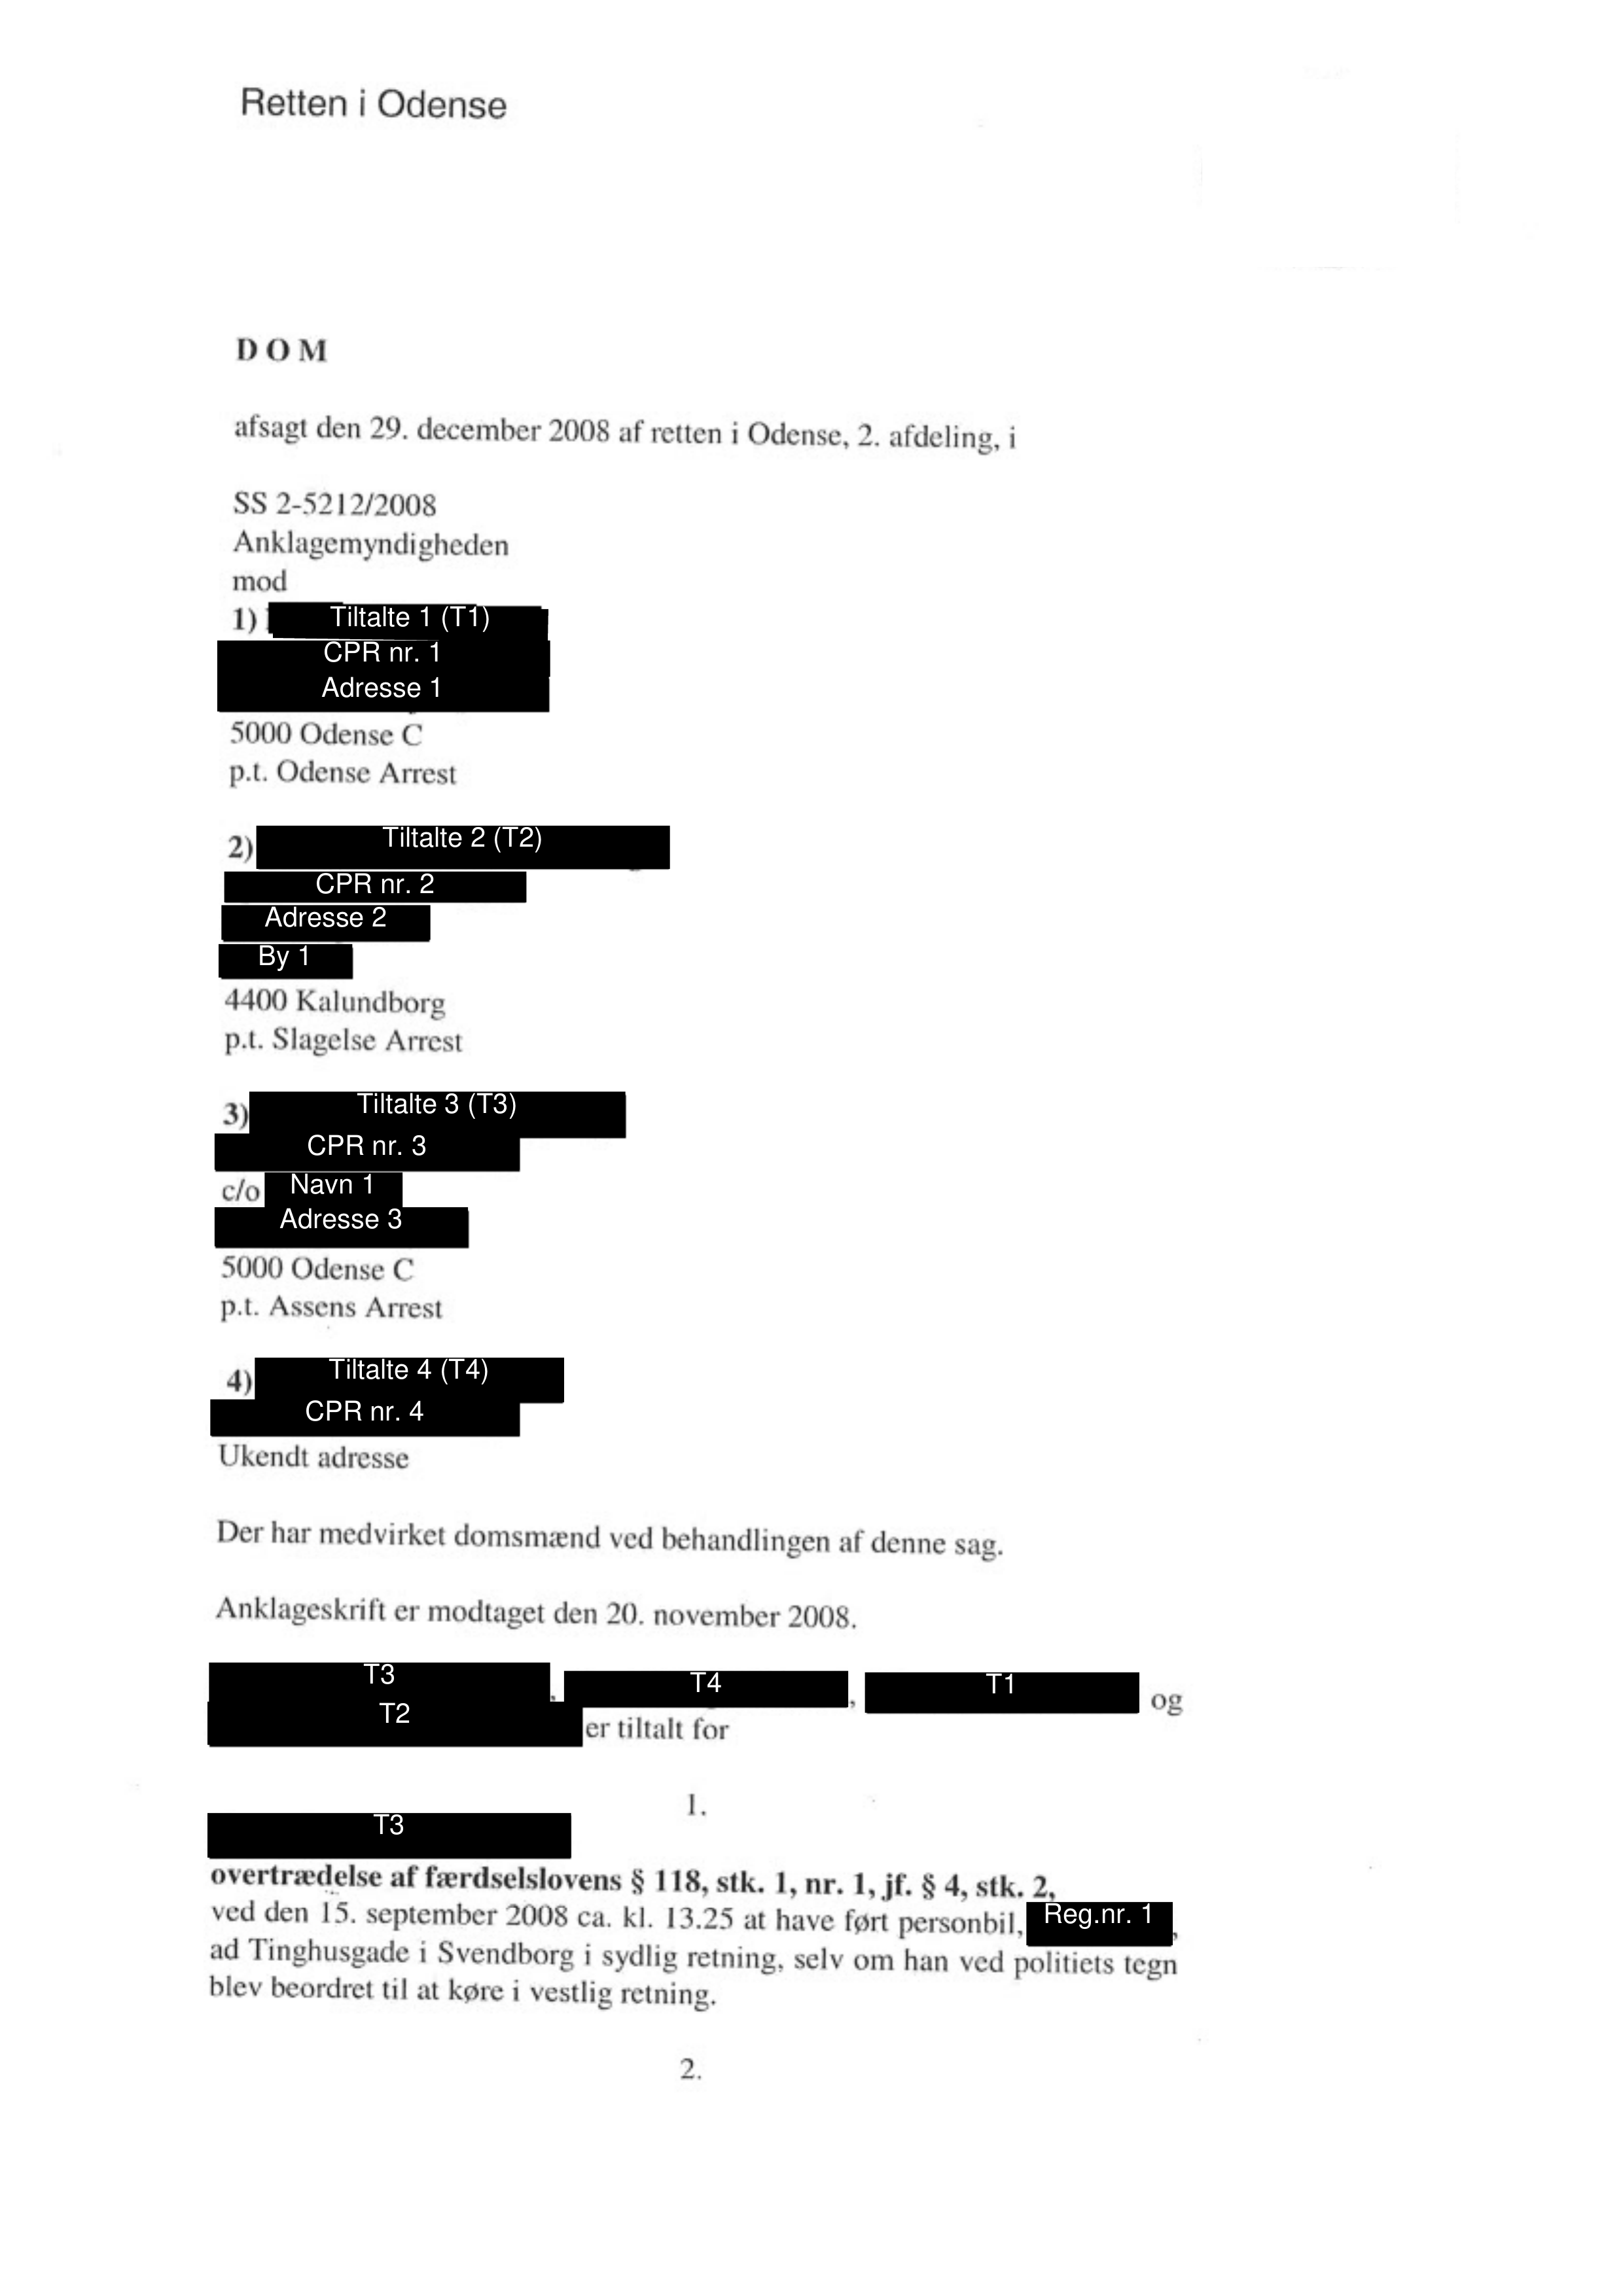 Retten i Odense
D O M
afsagt den 29. december 2008 af retten i Odense, 2. afdeling, i
SS 2-5212/2008
Anklagemyndigheden
mod
1) Tiltalte 1 (T1)
CPR nr. 1
Adresse 1
5000 Odense C
p.t. Odense Arrest
2) Tiltalte 2 (T2)
CPR nr. 2
Adresse 2
By 1
4400 Kalundborg
p.t. Slagelse Arrest
3) Tiltalte 3 (T3)
CPR nr. 3
c/o Navn 1
Adresse 3
5000 Odense C
p.t. Assens Arrest
4) Tiltalte 4 (T4)
CPR nr. 4
Ukendt adresse
Der har medvirket domsmænd ved behandlingen af denne sag.
Anklageskrift er modtaget den 20. november 2008.
T3, T4, T1 og
T2 er tiltalt for
1.
T3
overtrædelse af færdselslovens § 118, stk. 1, nr. 1, jf. § 4, stk. 2,
ved den 15. september 2008 ca. kl. 13.25 at have ført personbil, Reg.nr. 1,
ad Tinghusgade i Svendborg i sydlig retning, selv om han ved politiets tegn
blev beordret til at køre i vestlig retning.
2.